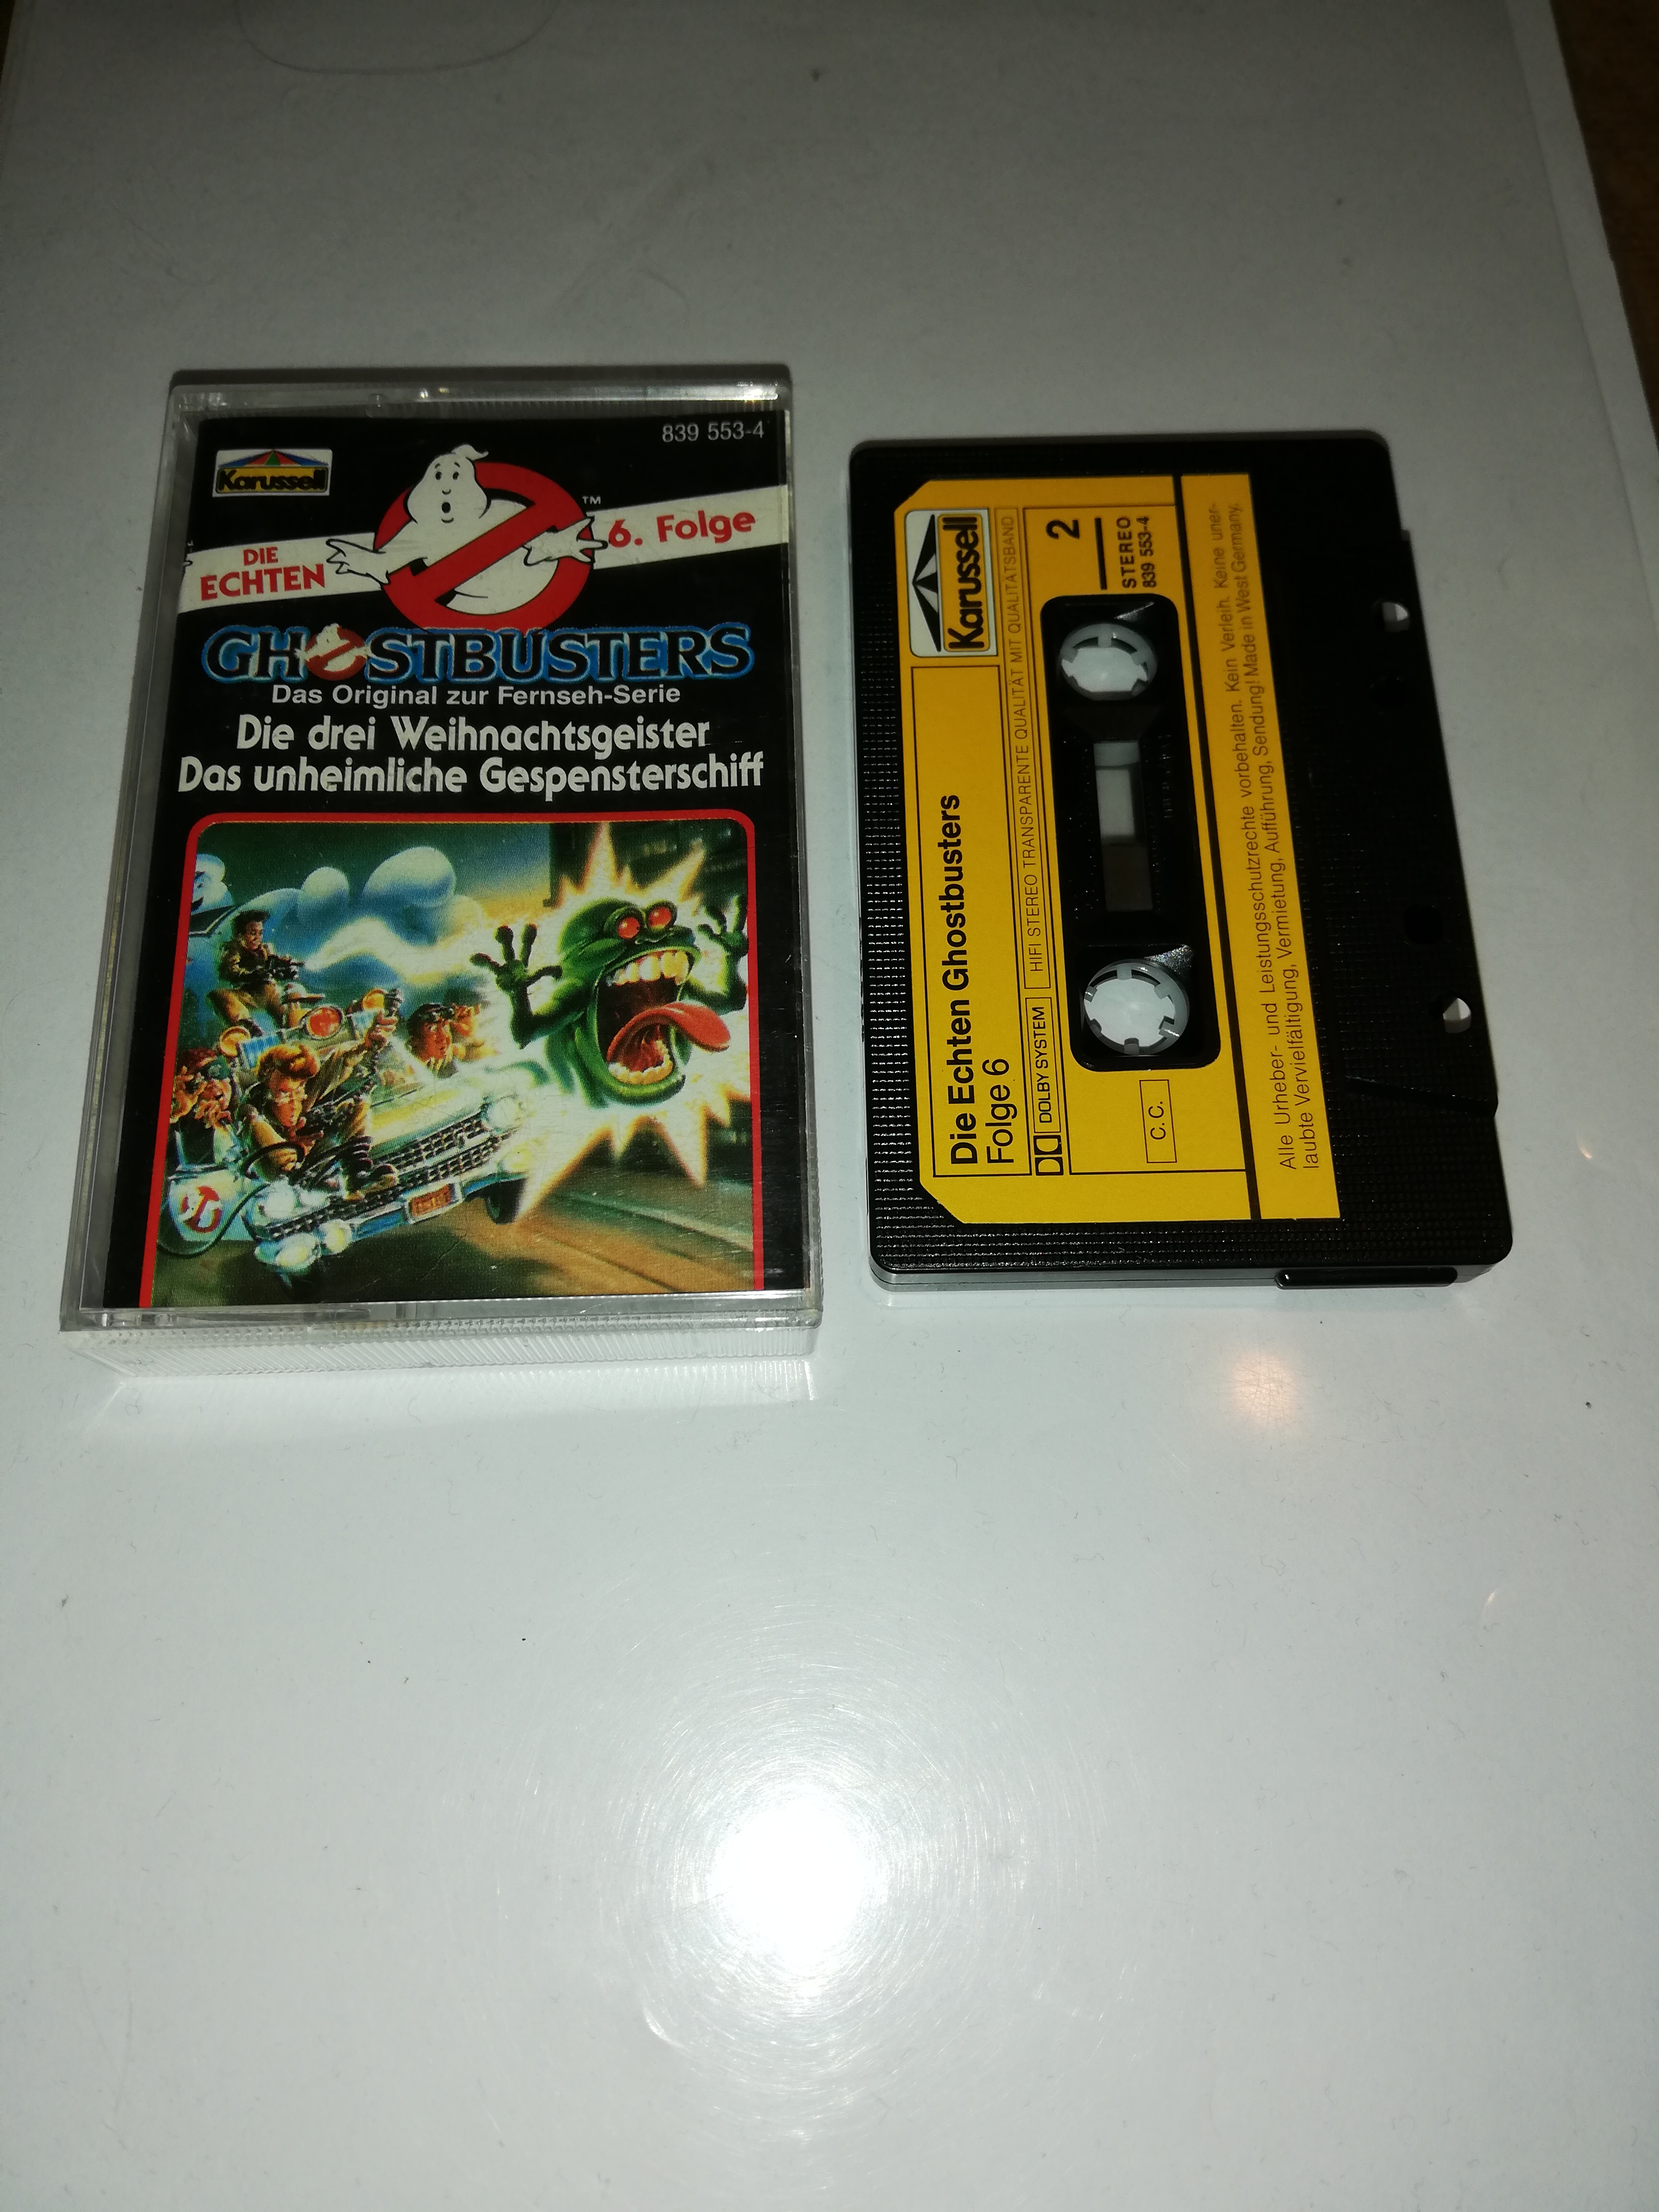 839 553-4
Karussell
TM
DIE
ECHTEN
6. Folge
GHOSTBUSTERS
Das Original zur Fernseh-Serie
Die drei Weihnachtsgeister
Das unheimliche Gespensterschiff
Karussell
Die Echten Ghostbusters
Folge 6
DOLBY SYSTEM
HIFI STEREO TRANSPARENTE QUALITÄT MIT QUALITÄTSBAND
2
STEREO
839 553-4
C.C.
Alle Urheber- und Leistungsschutzrechte vorbehalten. Kein Verleih. Keine uner-
laubte Vervielfältigung, Vermietung, Aufführung, Sendung! Made in West Germany.